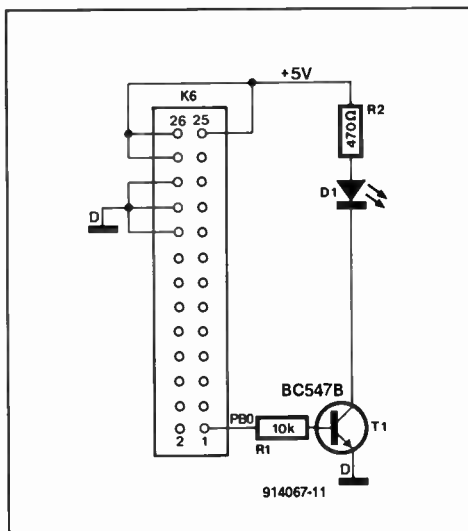 +5V
K6
26 25
R2
470Ω
D1
D
BC547B
PB0
10k
T1
2 1
R1
D
914067-11